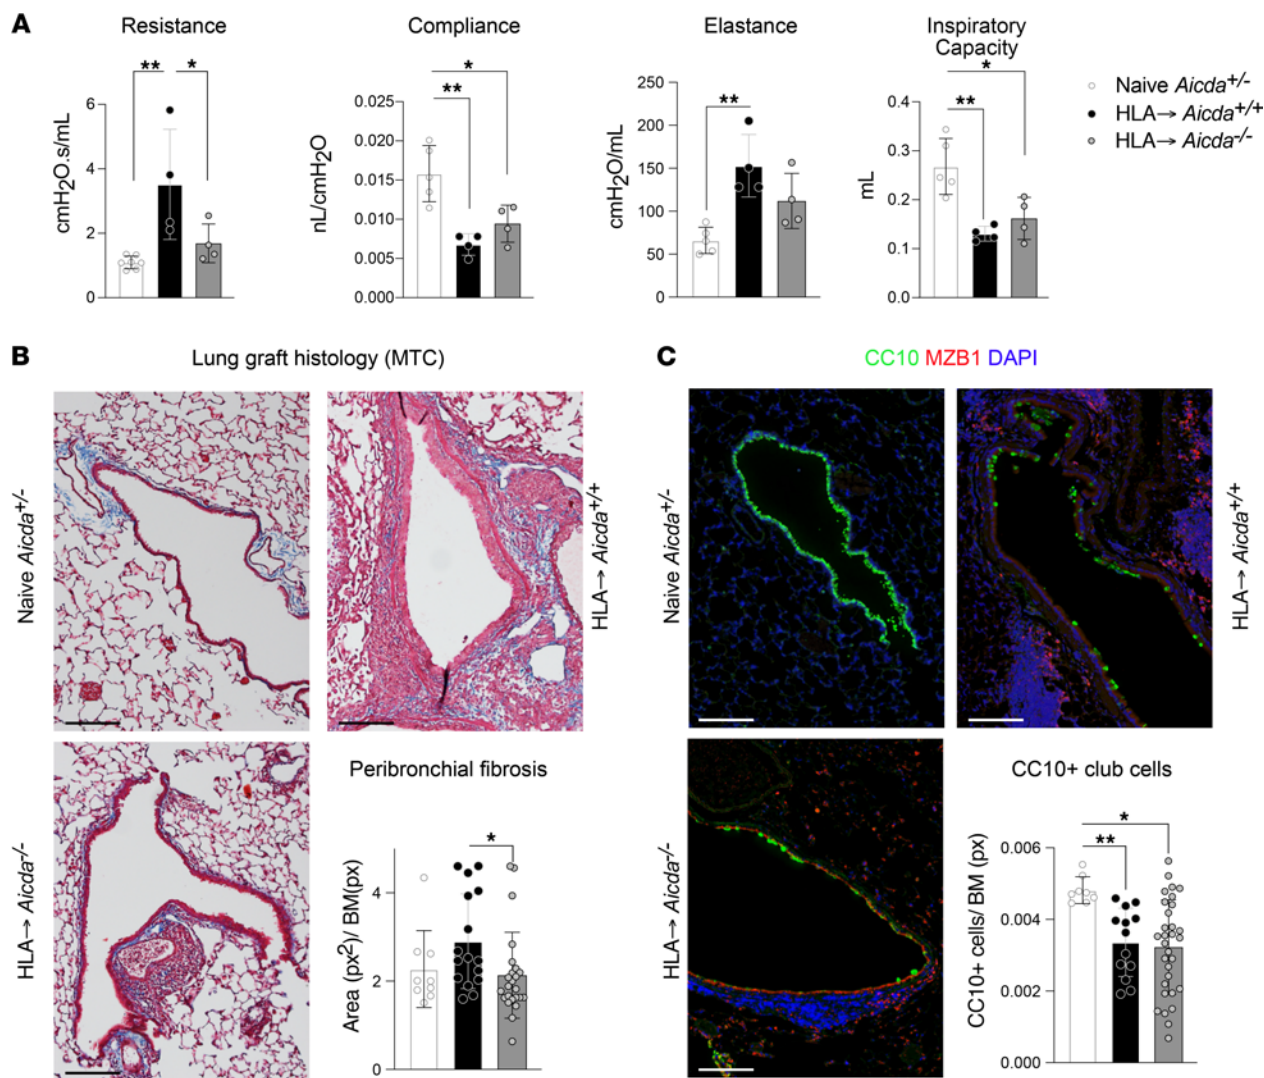 A
Resistance
cmH2O.s/mL
6
4
2
0
**
*
Compliance
nL/cmH2O
0.025
0.020
0.015
0.010
0.005
0.000
*
**
Elastance
cmH2O/mL
250
200
150
100
50
0
**
Inspiratory
Capacity
mL
0.4
0.3
0.2
0.1
0.0
*
**
Naive Aicda+/-
HLA→ Aicda+/+
HLA→ Aicda-/-
B
Lung graft histology (MTC)
Naive Aicda+/-
HLA→ Aicda+/+
HLA→ Aicda-/-
Peribronchial fibrosis
Area (px2)/ BM(px)
4
2
0
*
C
CC10 MZB1 DAPI
Naive Aicda+/-
HLA→ Aicda+/+
HLA→ Aicda-/-
CC10+ club cells
CC10+ cells/ BM (px)
0.006
0.004
0.002
0.000
*
**